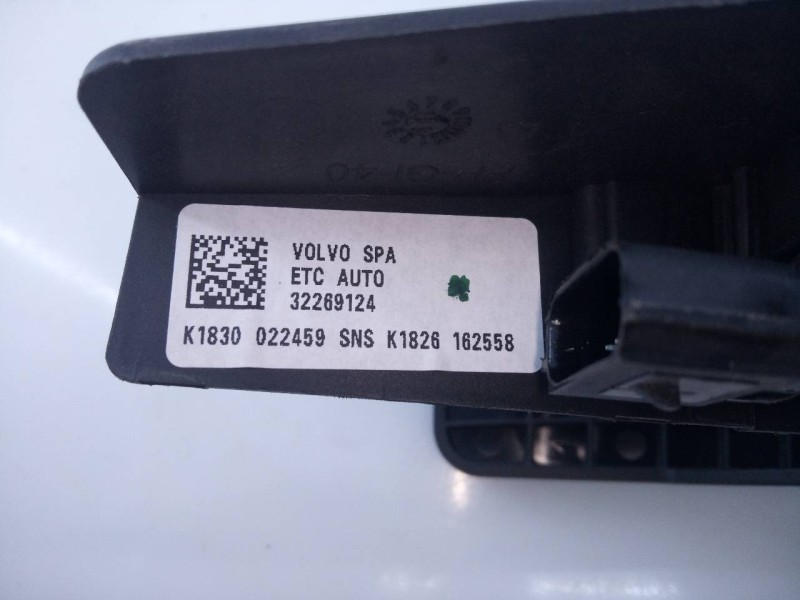 VOLVO SPA
ETC AUTO
32269124
K1830 022459 SNS K1826 162558